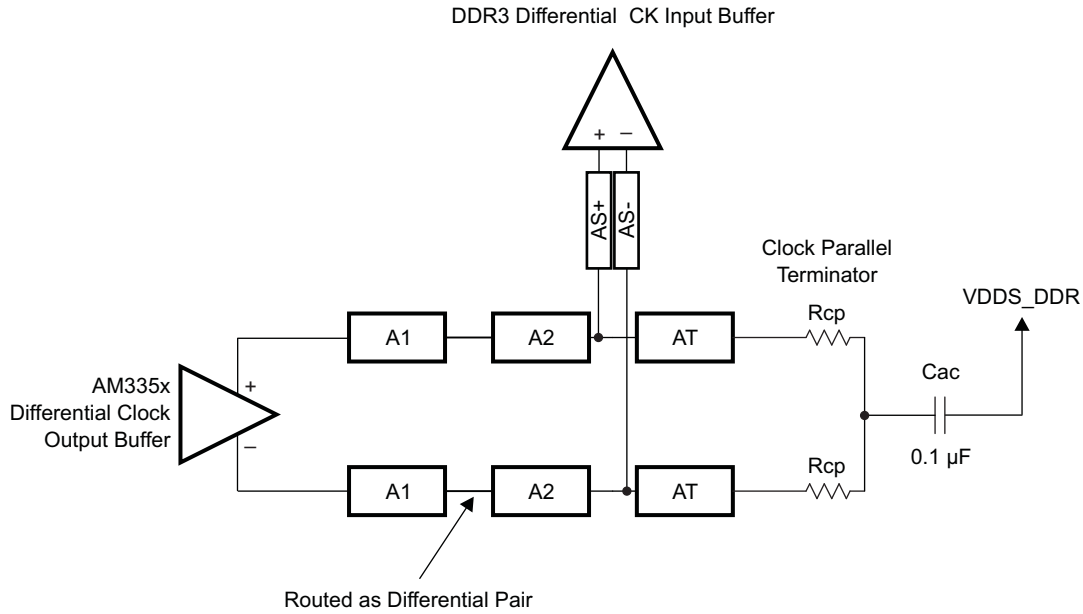 DDR3 Differential CK Input Buffer
+ −
AS+
AS-
Clock Parallel
Terminator
VDDS_DDR
Rcp
A1
A2
AT
Cac
AM335x
Differential Clock
Output Buffer
+
−
0.1 µF
Rcp
A1
A2
AT
Routed as Differential Pair